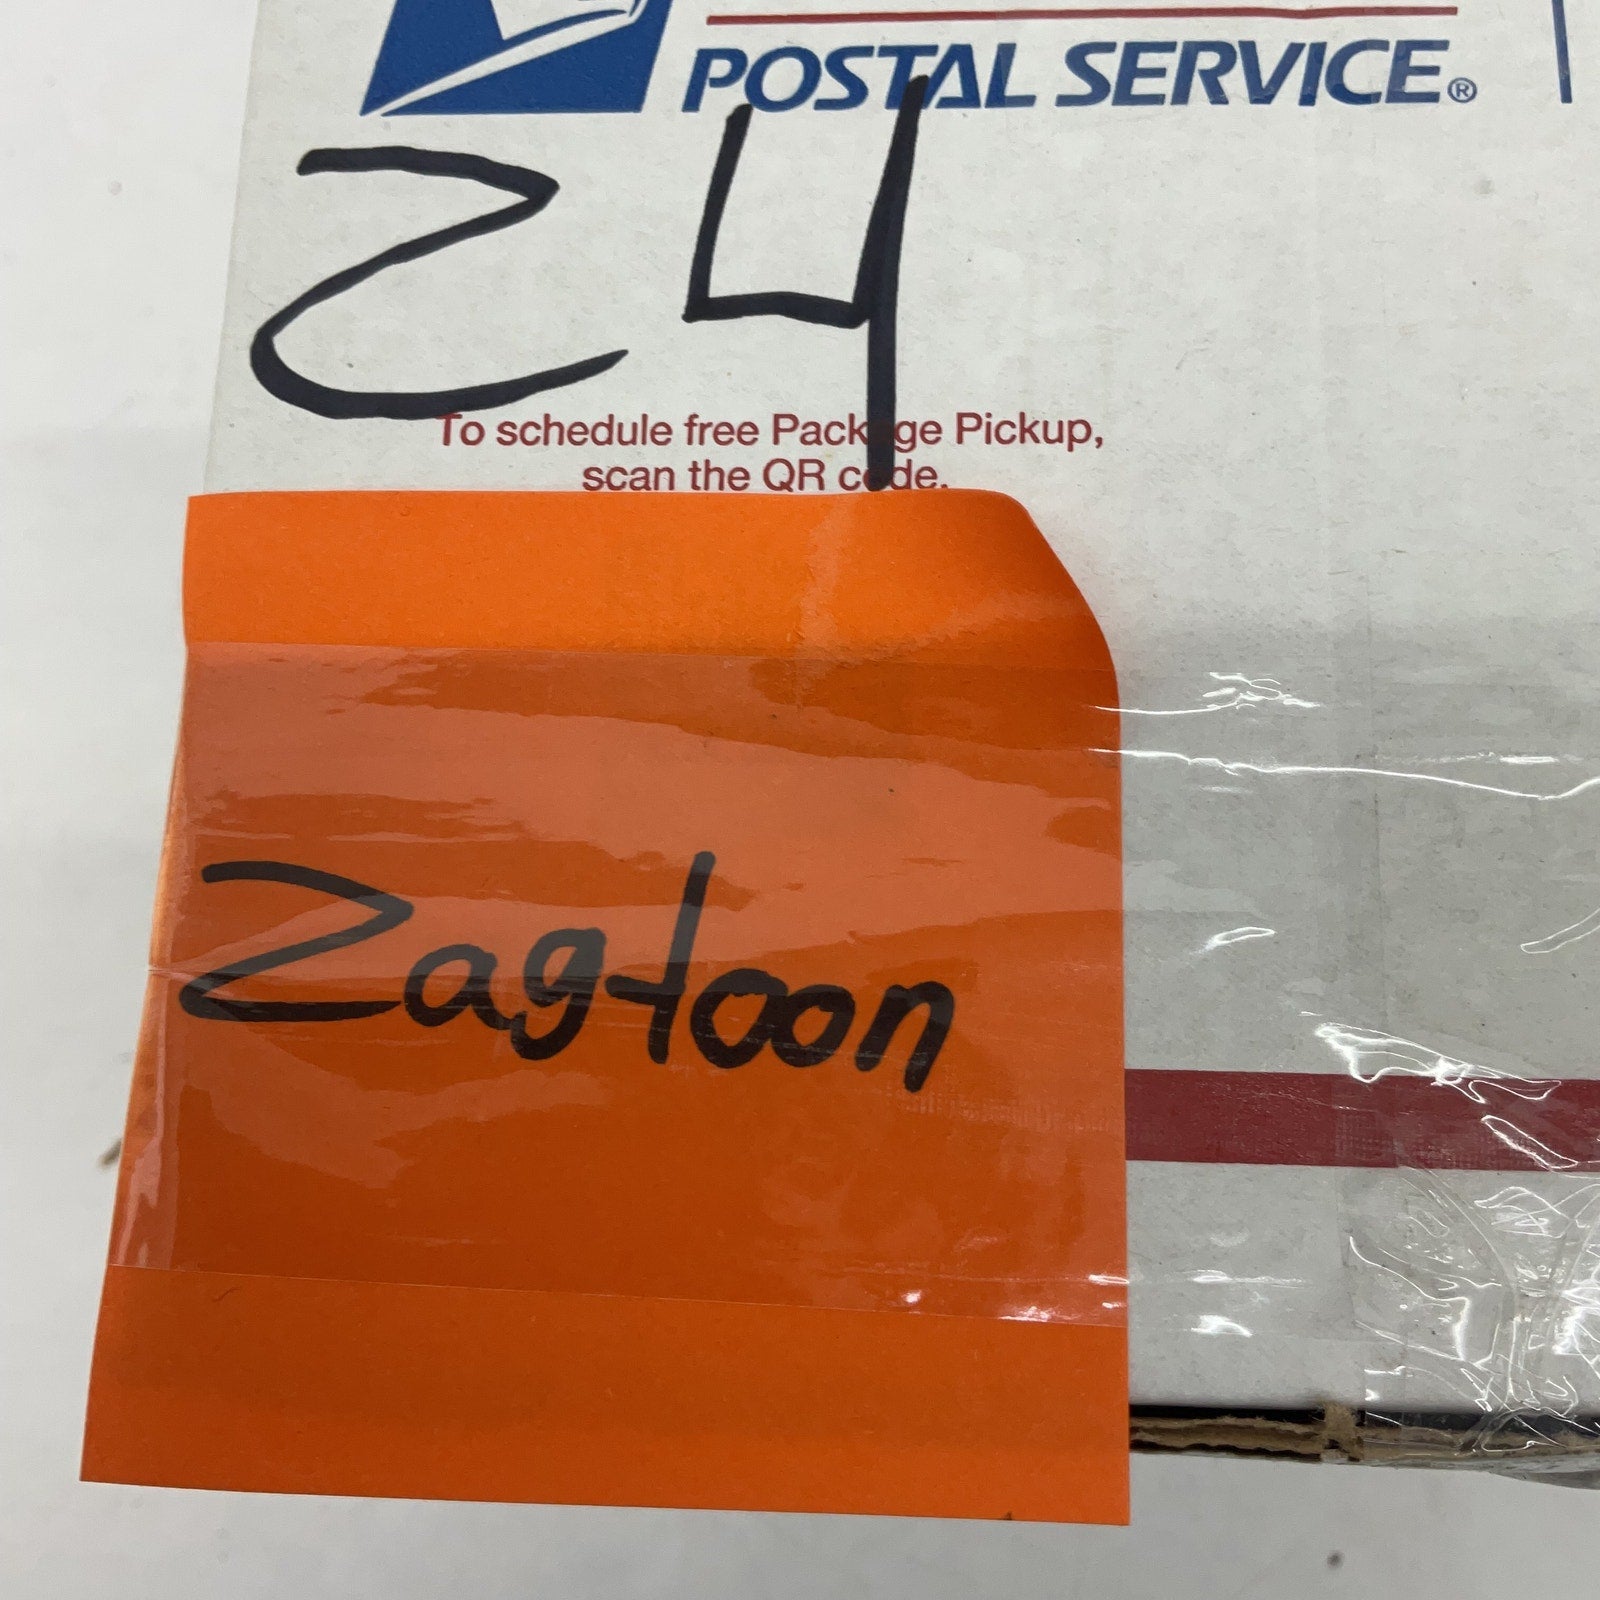 POSTAL SERVICE®
24
To schedule free Package Pickup,
scan the QR code.
Zagtoon